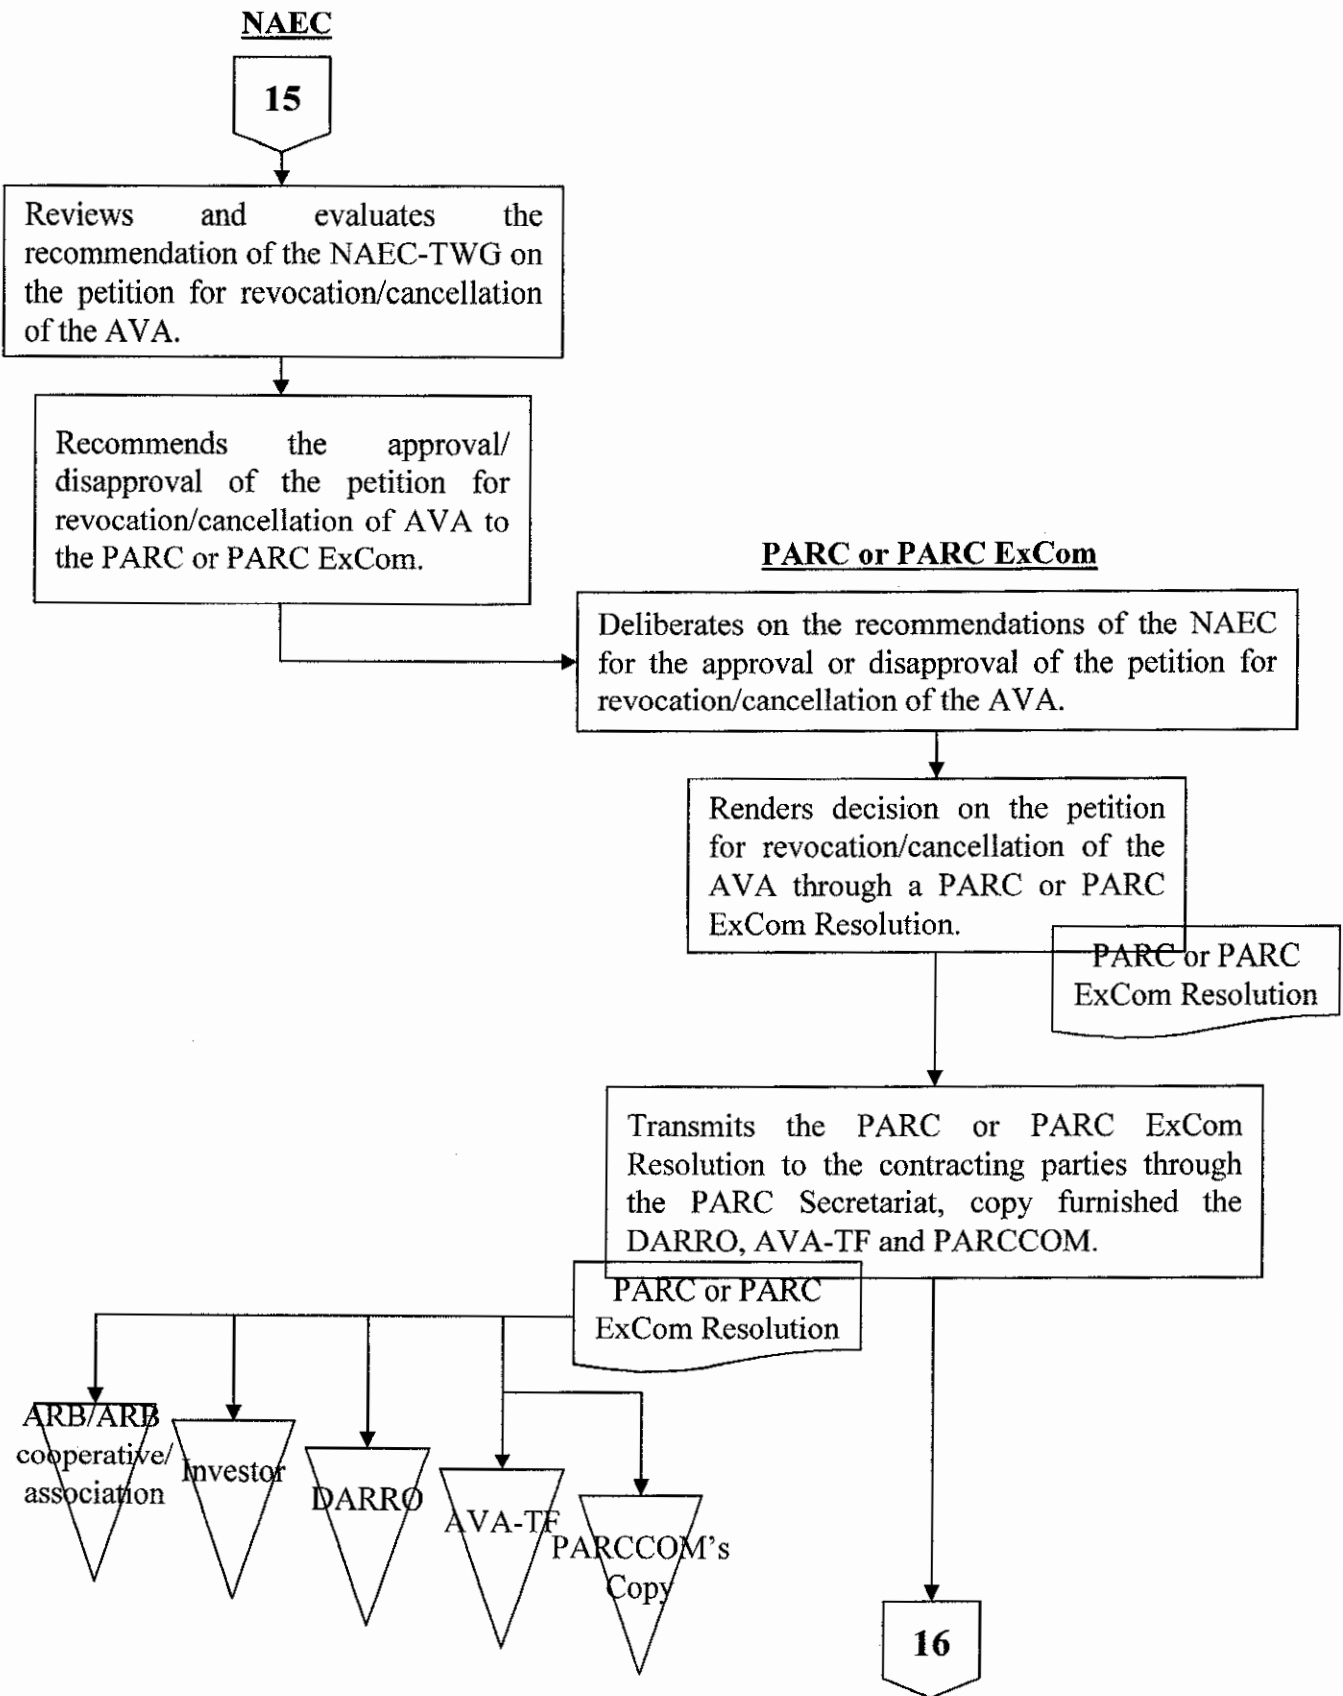 NAEC
15
Reviews and evaluates the
recommendation of the NAEC-TWG on
the petition for revocation/cancellation
of the AVA.
Recommends the approval/
disapproval of the petition for
revocation/cancellation of AVA to
the PARC or PARC ExCom.
PARC or PARC ExCom
Deliberates on the recommendations of the NAEC
for the approval or disapproval of the petition for
revocation/cancellation of the AVA.
Renders decision on the petition
for revocation/cancellation of the
AVA through a PARC or PARC
ExCom Resolution.
PARC or PARC
ExCom Resolution
Transmits the PARC or PARC ExCom
Resolution to the contracting parties through
the PARC Secretariat, copy furnished the
DARRO, AVA-TF and PARCCOM.
PARC or PARC
ExCom Resolution
ARB/ARB
cooperative/
association
Investor
DARRO
AVA-TF
PARCCOM's
Copy
16